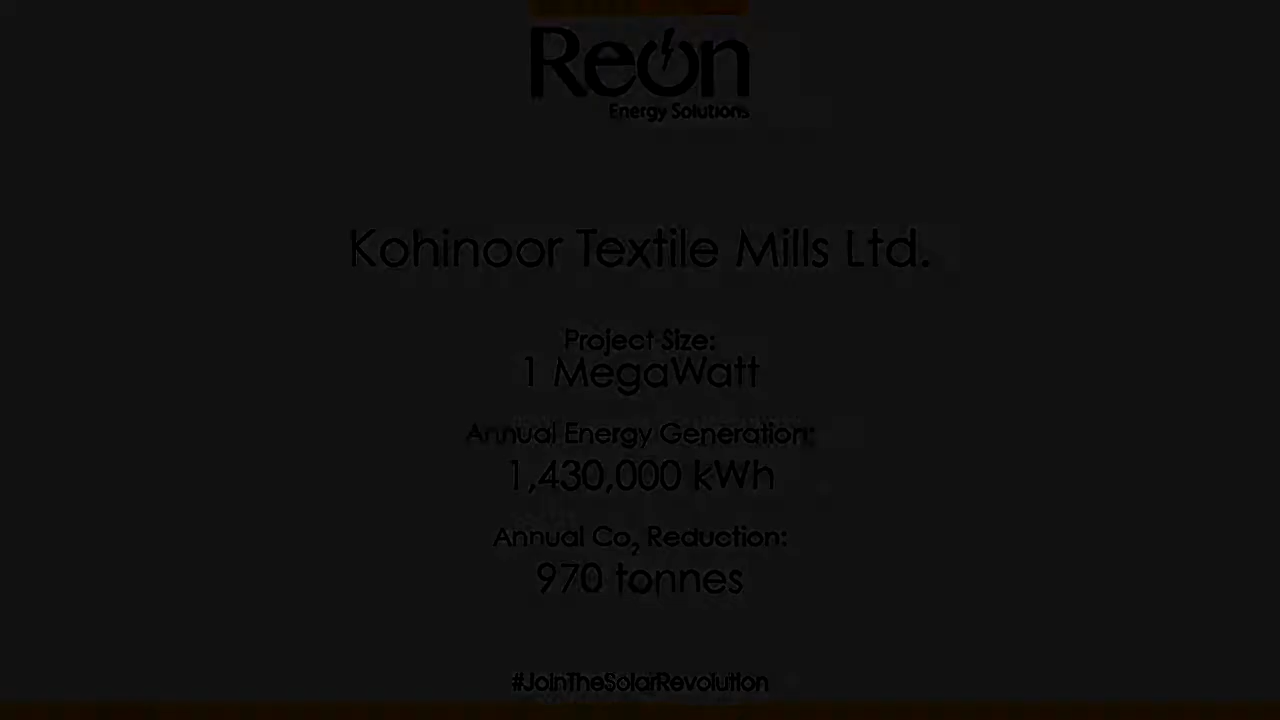 Reon
Energy Solutions
Kohinoor Textile Mills Ltd.
Project Size:
1 MegaWatt
Annual Energy Generation:
1,430,000 kWh
Annual Co₂ Reduction:
970 tonnes
#JoinTheSolarRevolution